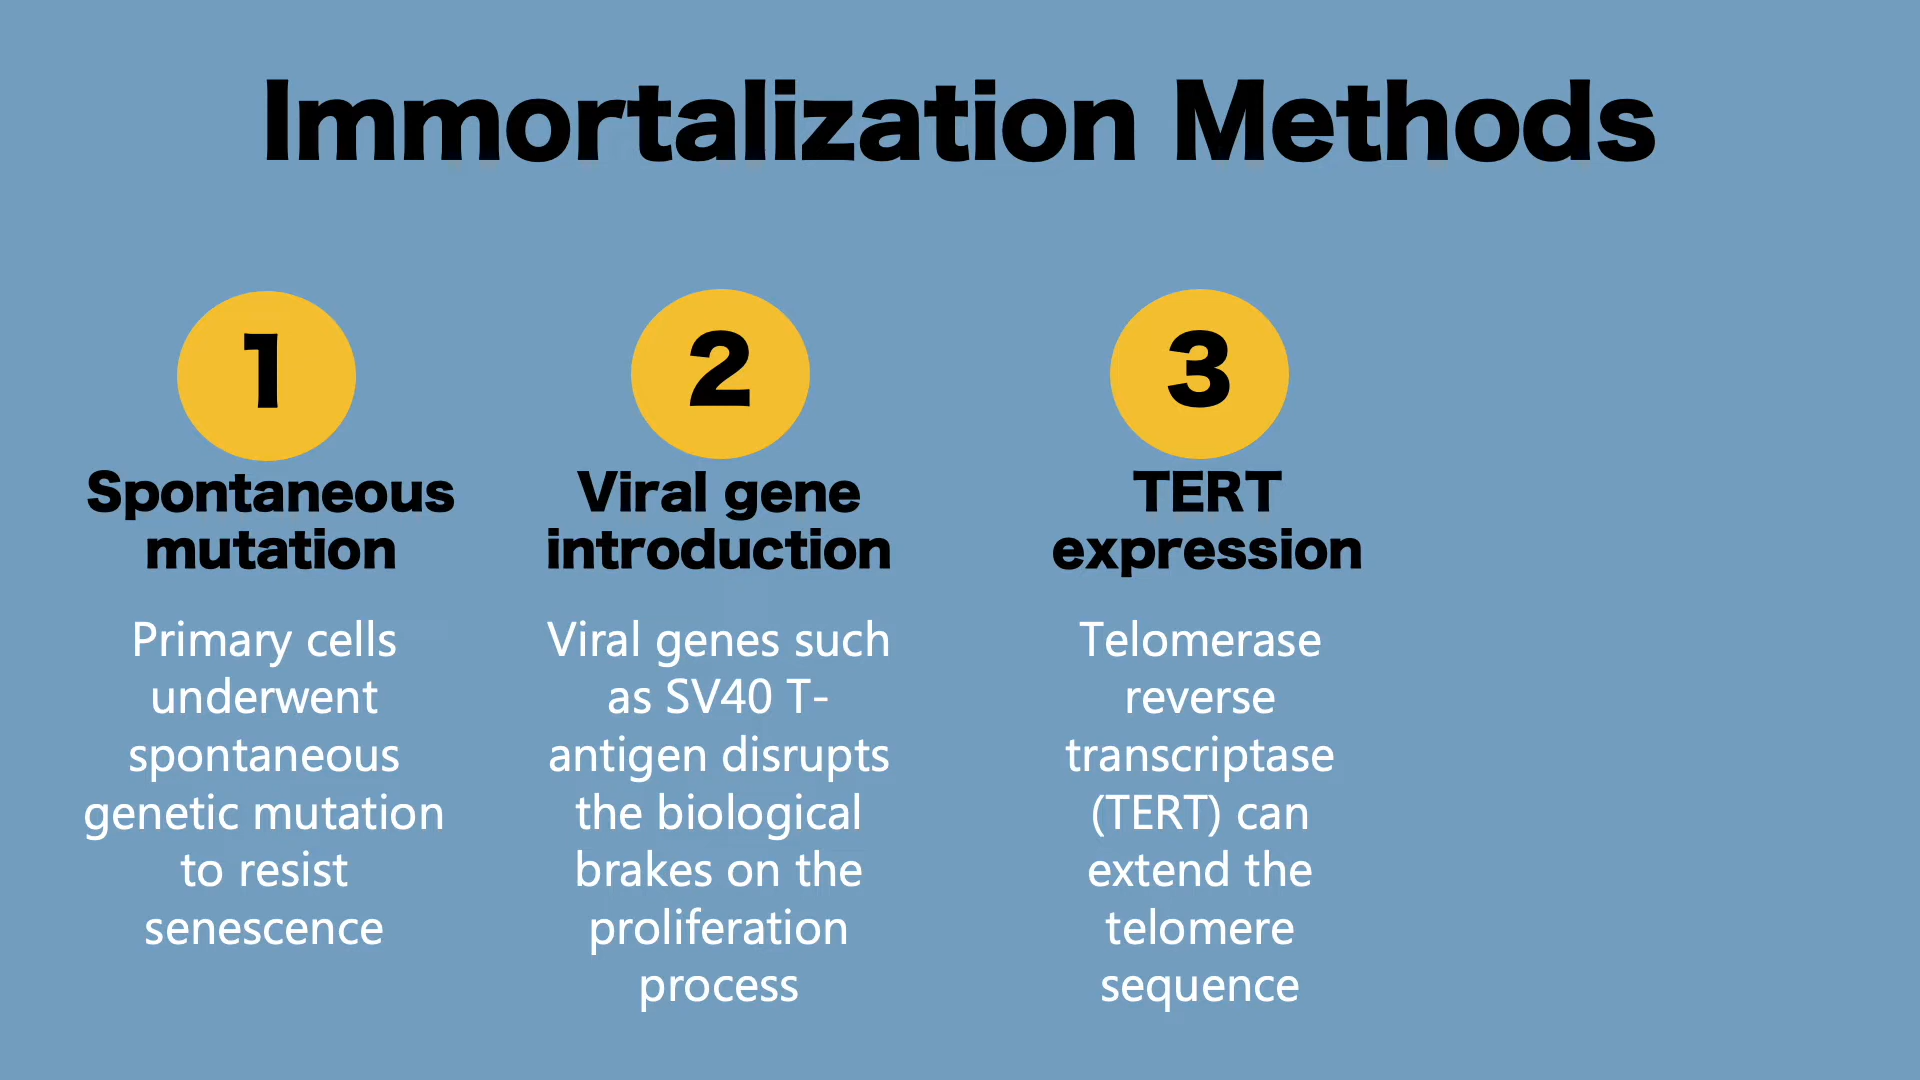 Immortalization Methods
1
Spontaneous
mutation
Primary cells
underwent
spontaneous
genetic mutation
to resist
senescence
2
Viral gene
introduction
Viral genes such
as SV40 T-
antigen disrupts
the biological
brakes on the
proliferation
process
3
TERT
expression
Telomerase
reverse
transcriptase
(TERT) can
extend the
telomere
sequence